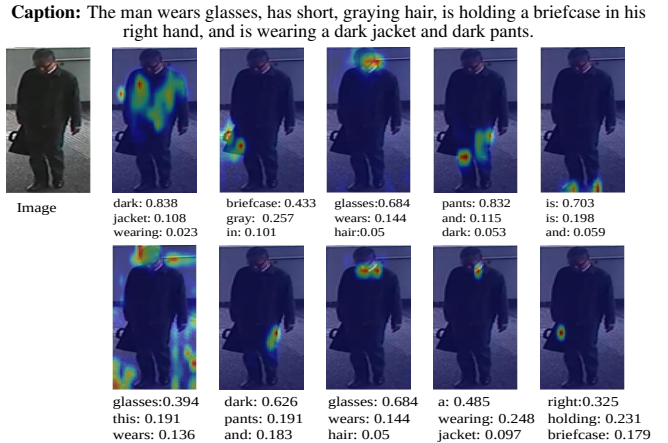 Caption: The man wears glasses, has short, graying hair, is holding a briefcase in his
right hand, and is wearing a dark jacket and dark pants.
Image
dark: 0.838
jacket: 0.108
wearing: 0.023
briefcase: 0.433
gray: 0.257
in: 0.101
glasses:0.684
wears: 0.144
hair:0.05
pants: 0.832
and: 0.115
dark: 0.053
is: 0.703
is: 0.198
and: 0.059
glasses:0.394
this: 0.191
wears: 0.136
dark: 0.626
pants: 0.191
and: 0.183
glasses: 0.684
wears: 0.144
hair: 0.05
a: 0.485
wearing: 0.248
jacket: 0.097
right:0.325
holding: 0.231
briefcase: 0.179